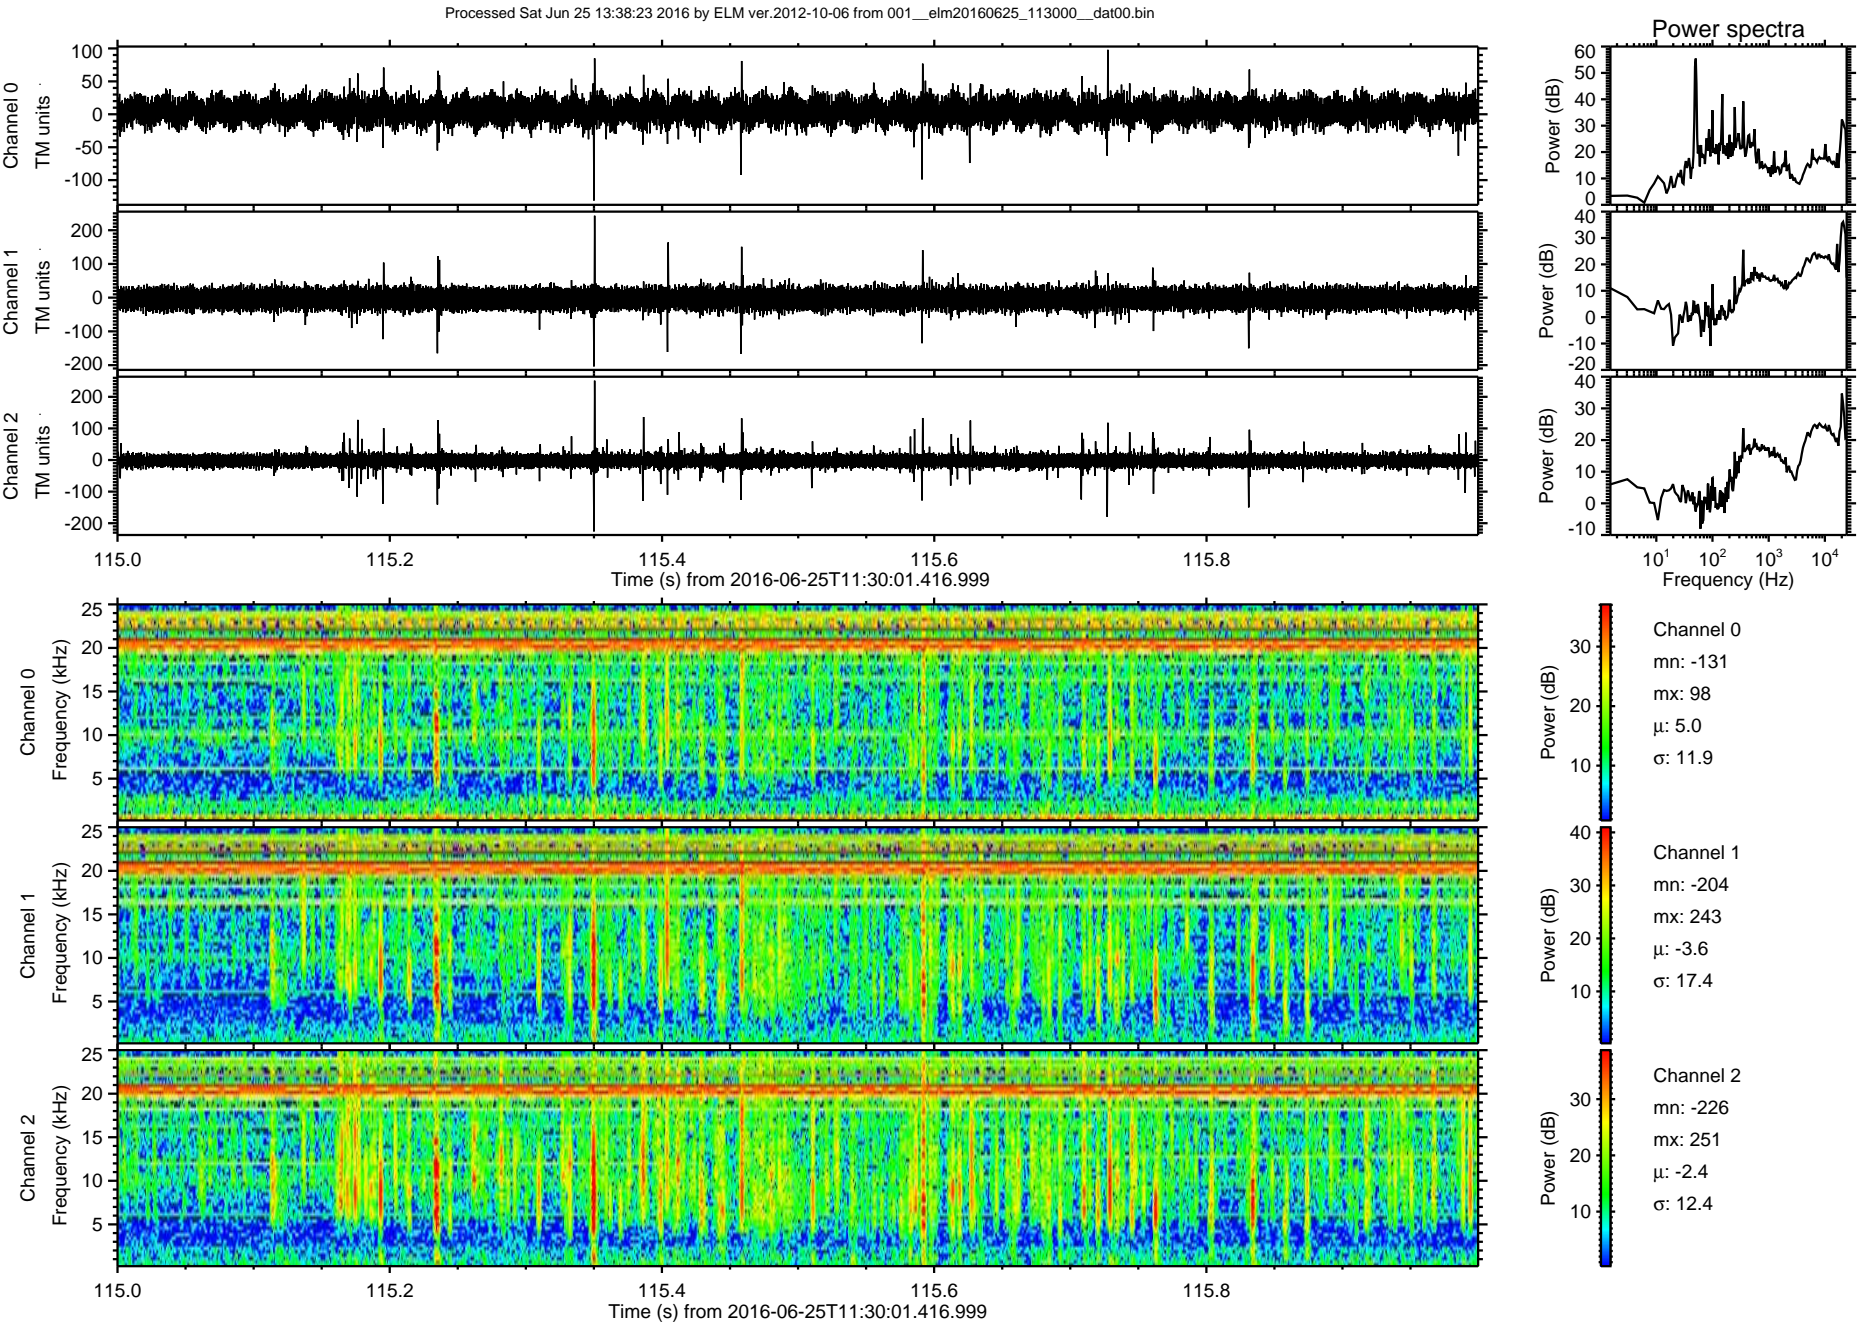 Processed Sat Jun 25 13:38:23 2016 by ELM ver.2012-10-06 from 001__elm20160625_113000__dat00.bin
Power spectra
Channel 0
TM units
100
50
0
-50
-100
Power (dB)
60
50
40
30
20
10
0
Channel 1
TM units
200
100
0
-100
-200
Power (dB)
40
30
20
10
0
-10
-20
Channel 2
TM units
200
100
0
-100
-200
Power (dB)
40
30
20
10
0
-10
115.0 115.2 115.4 115.6 115.8
Time (s) from 2016-06-25T11:30:01.416.999
10¹ 10² 10³ 10⁴
Frequency (Hz)
Channel 0
Frequency (kHz)
25
20
15
10
5
Power (dB)
30
20
10
Channel 0
mn: -131
mx: 98
μ: 5.0
σ: 11.9
Channel 1
Frequency (kHz)
25
20
15
10
5
Power (dB)
40
30
20
10
Channel 1
mn: -204
mx: 243
μ: -3.6
σ: 17.4
Channel 2
Frequency (kHz)
25
20
15
10
5
Power (dB)
30
20
10
Channel 2
mn: -226
mx: 251
μ: -2.4
σ: 12.4
115.0 115.2 115.4 115.6 115.8
Time (s) from 2016-06-25T11:30:01.416.999